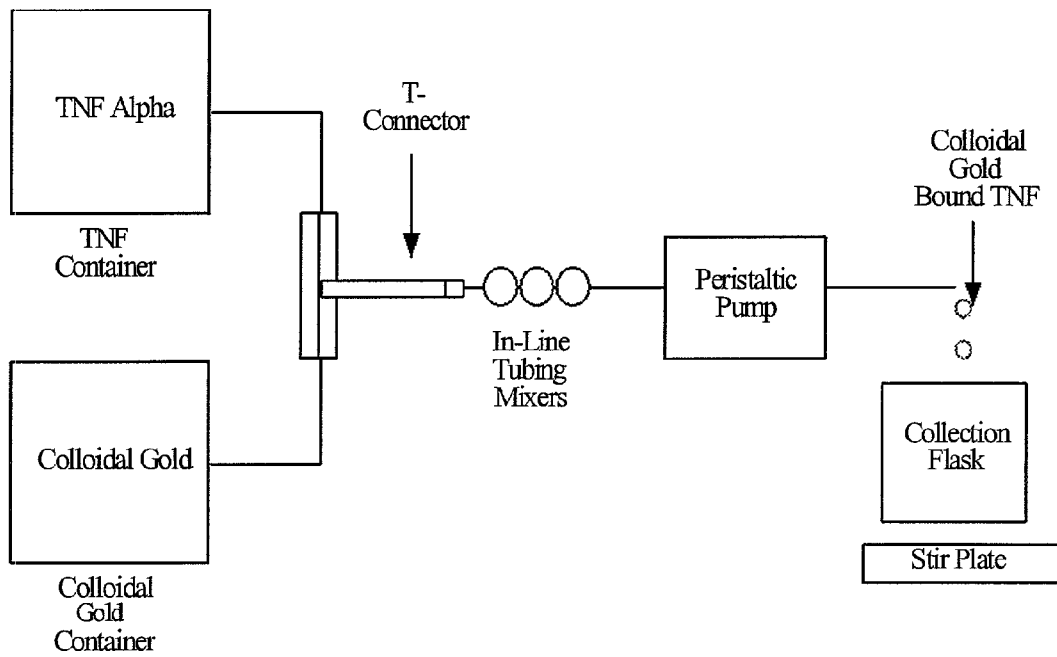 TNF Alpha
TNF
Container
T-
Connector
Colloidal
Gold
Bound TNF
Peristaltic
Pump
In-Line
Tubing
Mixers
Colloidal Gold
Colloidal
Gold
Container
Collection
Flask
Stir Plate